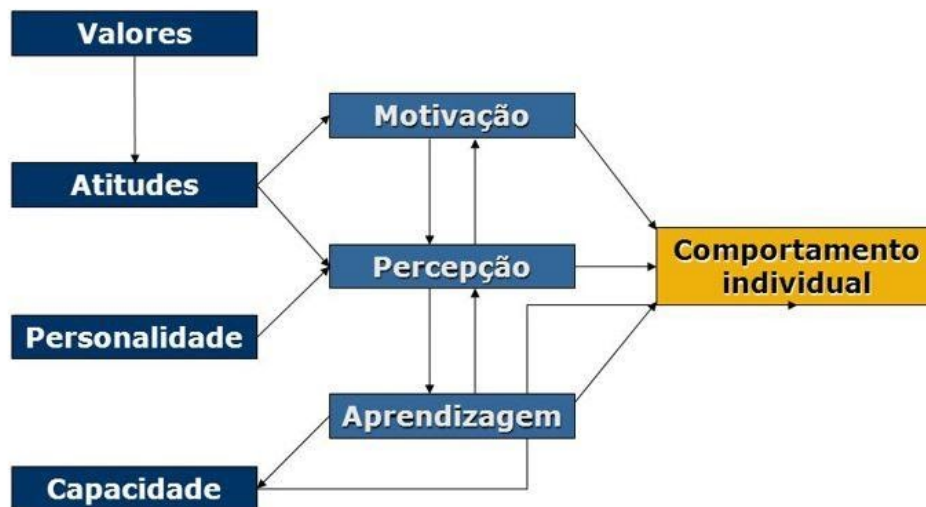 Valores
Motivação
Atitudes
Percepção
Comportamento
individual
Personalidade
Aprendizagem
Capacidade